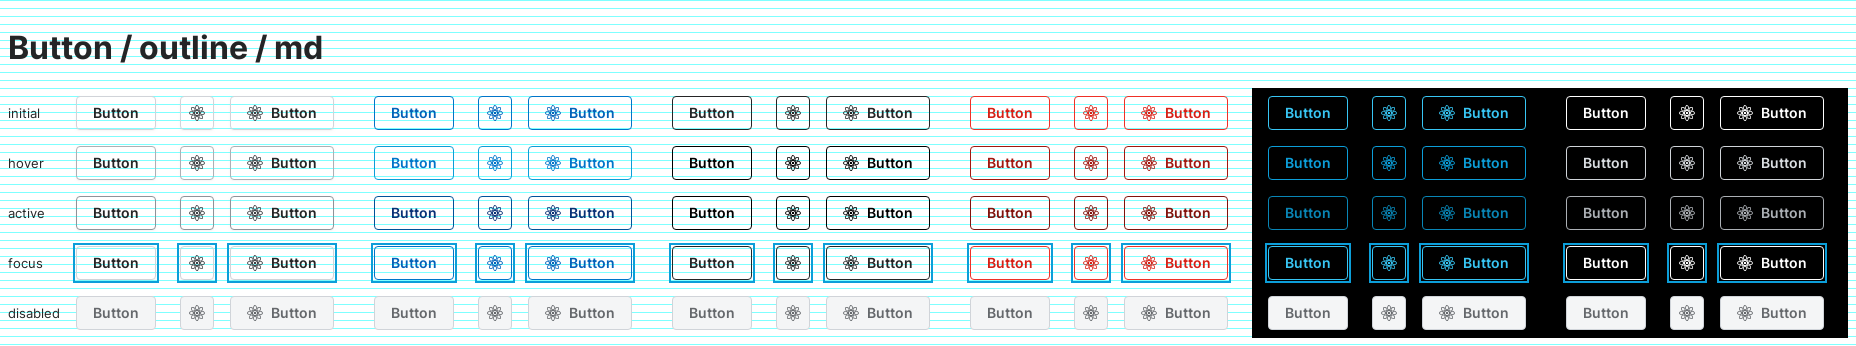 Button / outline / md
initial Button Button Button Button Button Button Button Button Button Button Button Button
hover Button Button Button Button Button Button Button Button Button Button Button Button
active Button Button Button Button Button Button Button Button Button Button Button Button
focus Button Button Button Button Button Button Button Button Button Button Button Button
disabled Button Button Button Button Button Button Button Button Button Button Button Button